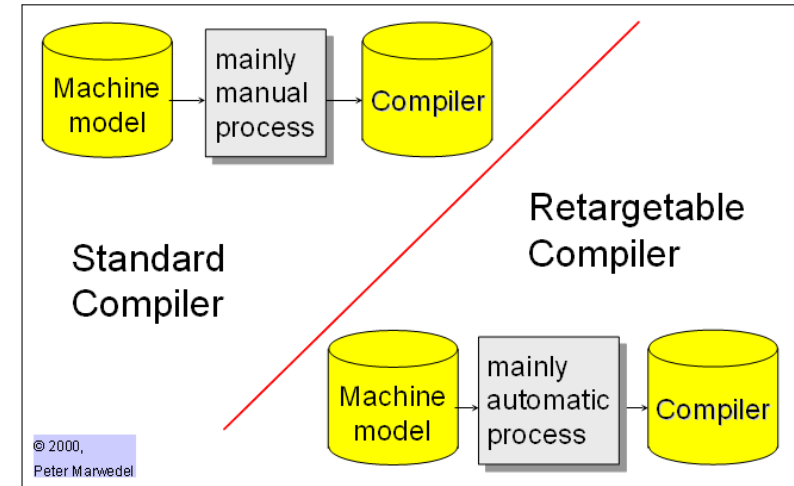 Machine
model
mainly
manual
process
Compiler
Standard
Compiler
Retargetable
Compiler
Machine
model
mainly
automatic
process
Compiler
© 2000,
Peter Marwedel